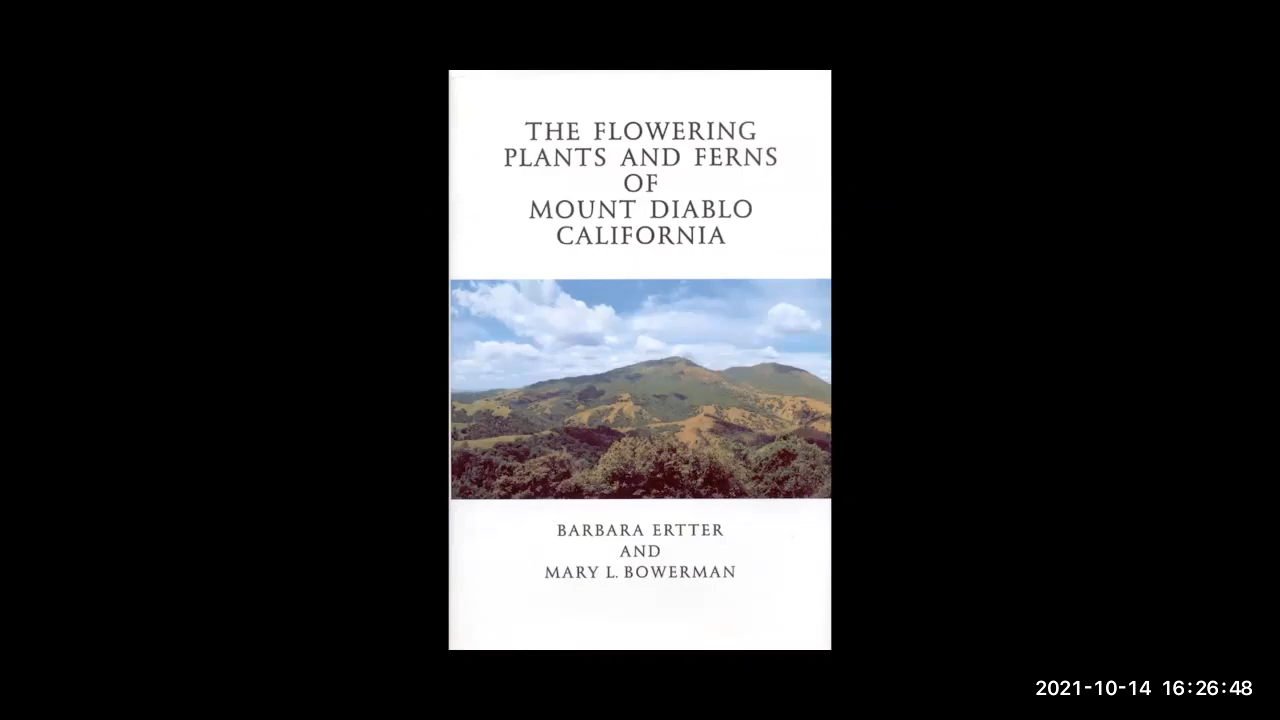 THE FLOWERING
PLANTS AND FERNS
OF
MOUNT DIABLO
CALIFORNIA
BARBARA ERTTER
AND
MARY L. BOWERMAN
2021-10-14 16:26:48